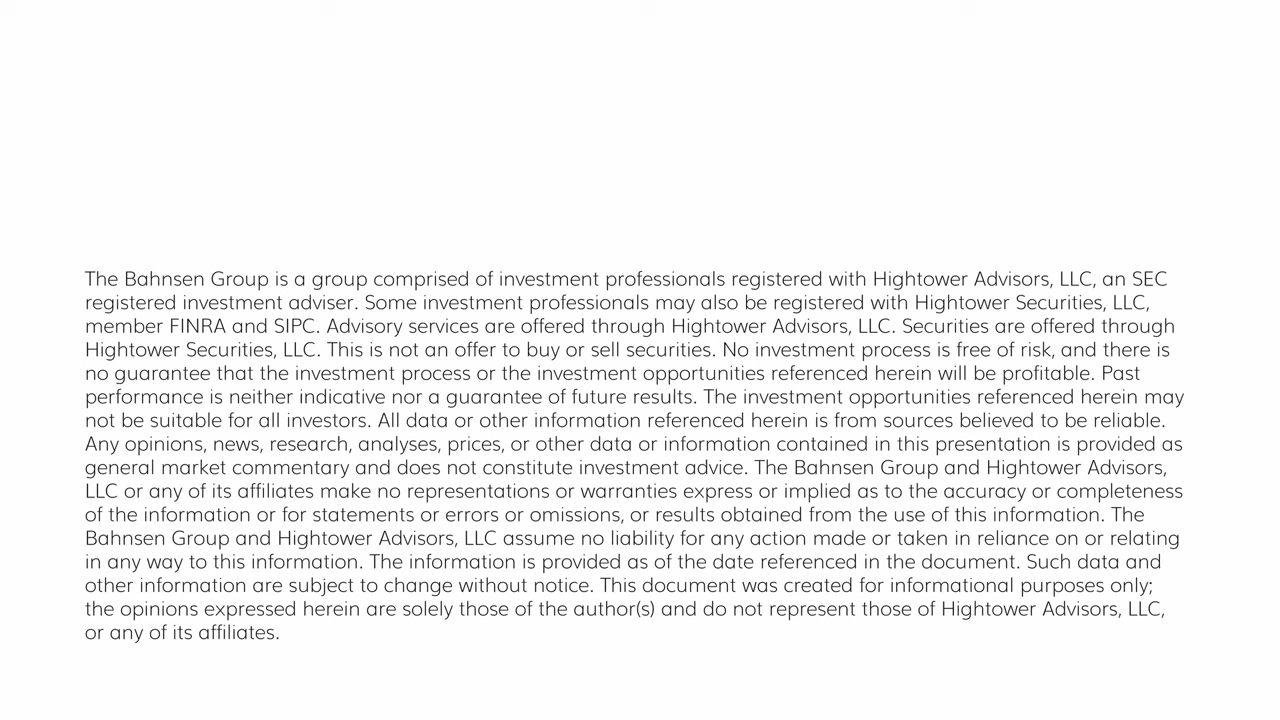 The Bahnsen Group is a group comprised of investment professionals registered with Hightower Advisors, LLC, an SEC
registered investment adviser. Some investment professionals may also be registered with Hightower Securities, LLC,
member FINRA and SIPC. Advisory services are offered through Hightower Advisors, LLC. Securities are offered through
Hightower Securities, LLC. This is not an offer to buy or sell securities. No investment process is free of risk, and there is
no guarantee that the investment process or the investment opportunities referenced herein will be profitable. Past
performance is neither indicative nor a guarantee of future results. The investment opportunities referenced herein may
not be suitable for all investors. All data or other information referenced herein is from sources believed to be reliable.
Any opinions, news, research, analyses, prices, or other data or information contained in this presentation is provided as
general market commentary and does not constitute investment advice. The Bahnsen Group and Hightower Advisors,
LLC or any of its affiliates make no representations or warranties express or implied as to the accuracy or completeness
of the information or for statements or errors or omissions, or results obtained from the use of this information. The
Bahnsen Group and Hightower Advisors, LLC assume no liability for any action made or taken in reliance on or relating
in any way to this information. The information is provided as of the date referenced in the document. Such data and
other information are subject to change without notice. This document was created for informational purposes only;
the opinions expressed herein are solely those of the author(s) and do not represent those of Hightower Advisors, LLC,
or any of its affiliates.